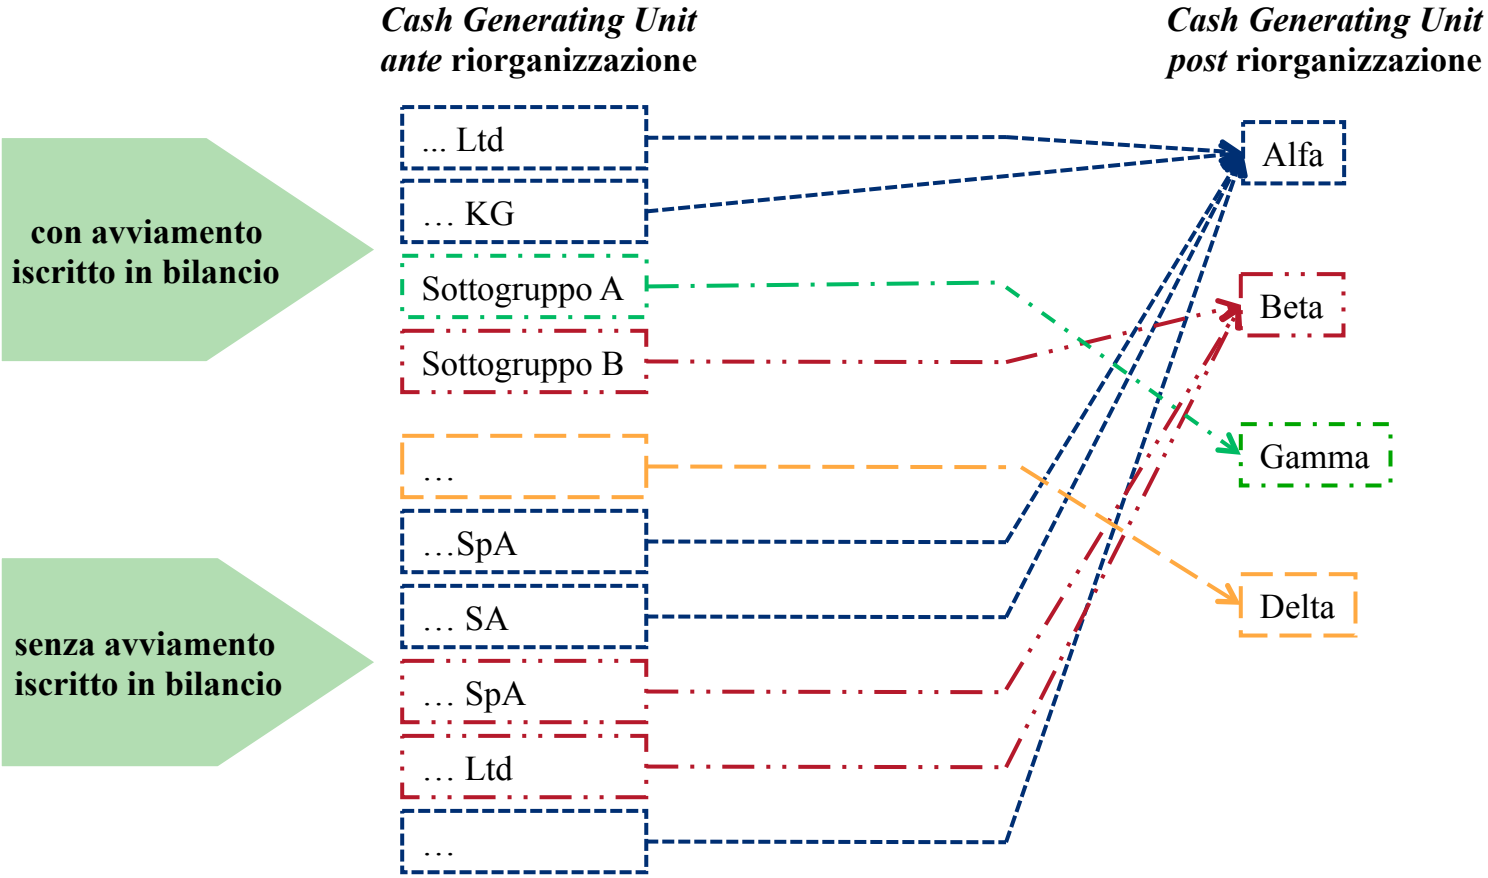 Cash Generating Unit
ante riorganizzazione
Cash Generating Unit
post riorganizzazione
con avviamento
iscritto in bilancio
... Ltd
… KG
Sottogruppo A
Sottogruppo B
senza avviamento
iscritto in bilancio
…
…SpA
… SA
… SpA
… Ltd
…
Alfa
Beta
Gamma
Delta